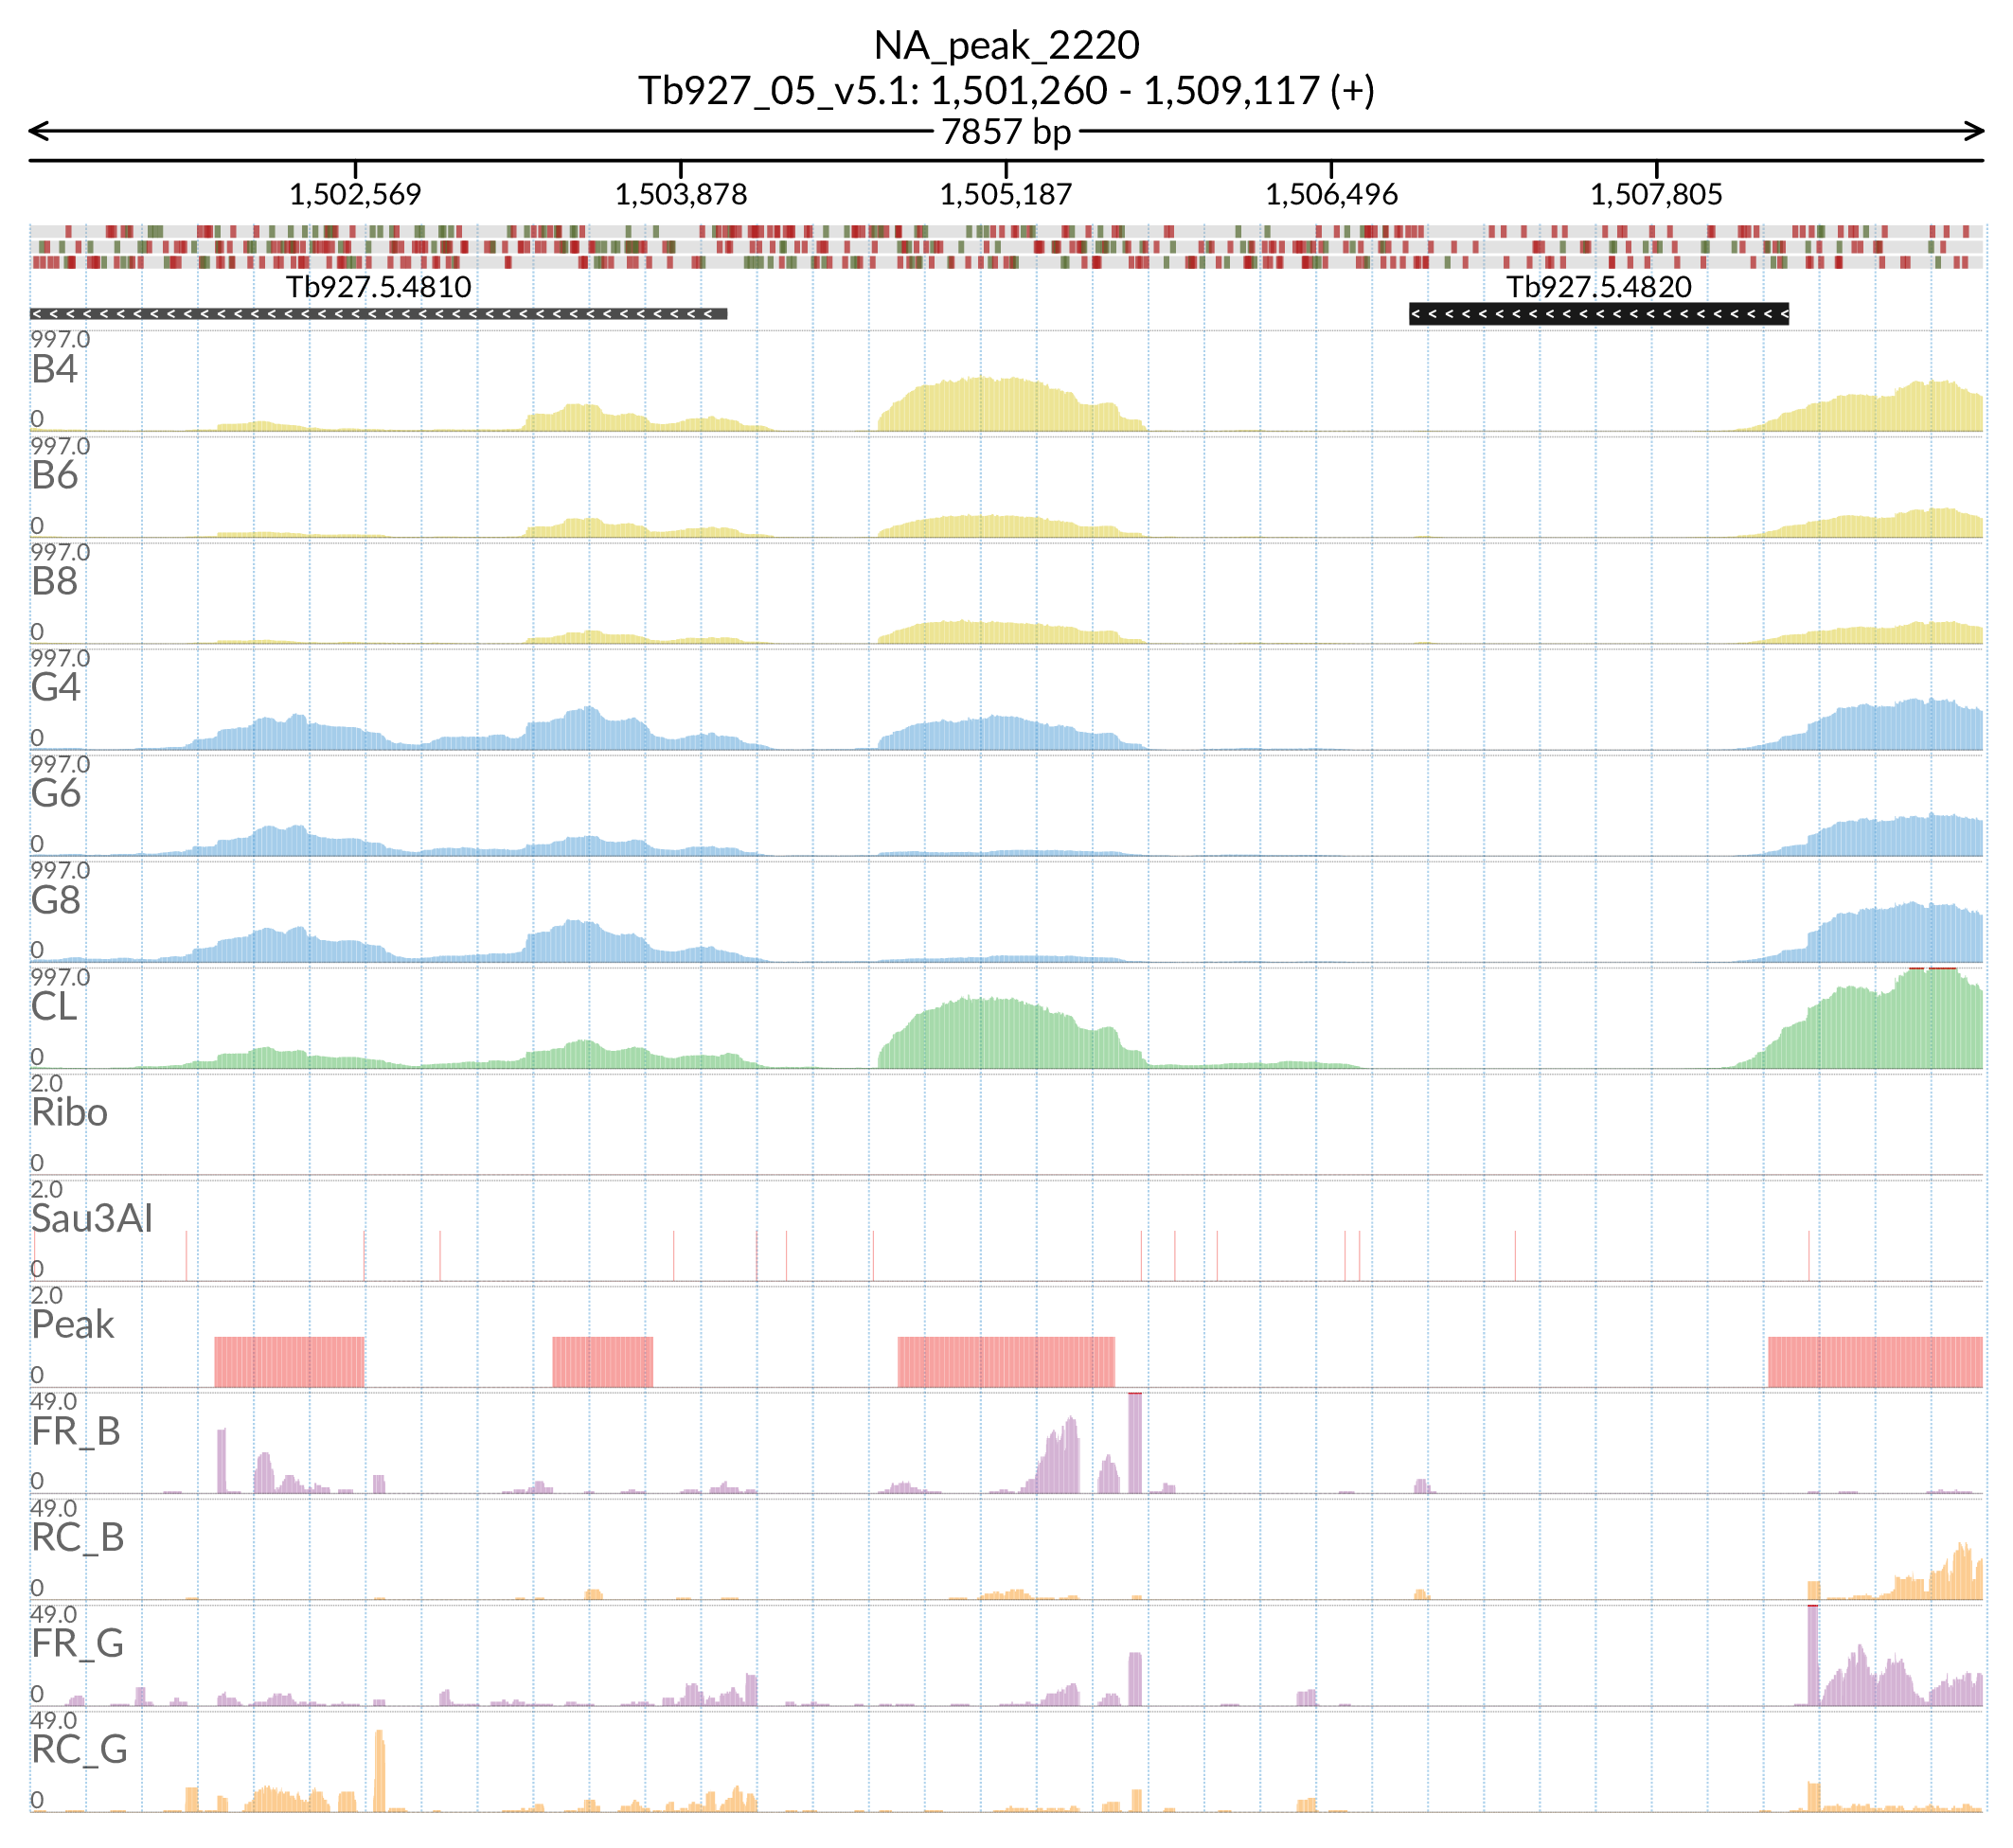 NA_peak_2220
Tb927_05_v5.1: 1,501,260 - 1,509,117 (+)
7857 bp
1,502,569 1,503,878 1,505,187 1,506,496 1,507,805
Tb927.5.4810 Tb927.5.4820
997.0
B4
0
997.0
B6
0
997.0
B8
0
997.0
G4
0
997.0
G6
0
997.0
G8
0
997.0
CL
0
2.0
Ribo
0
2.0
Sau3AI
0
2.0
Peak
0
49.0
FR_B
0
49.0
RC_B
0
49.0
FR_G
0
49.0
RC_G
0